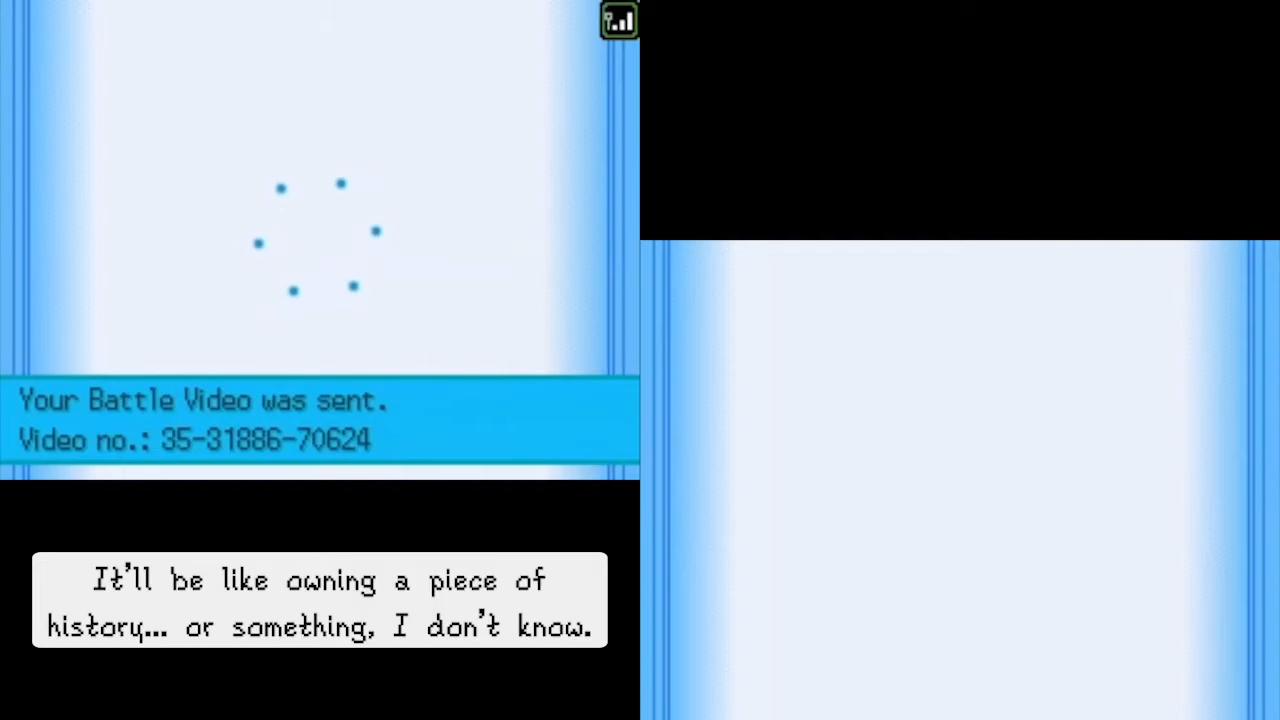 Your Battle Video was sent.
Video no.: 35-31886-70624
It'll be like owning a piece of
history... or something, I don't know.